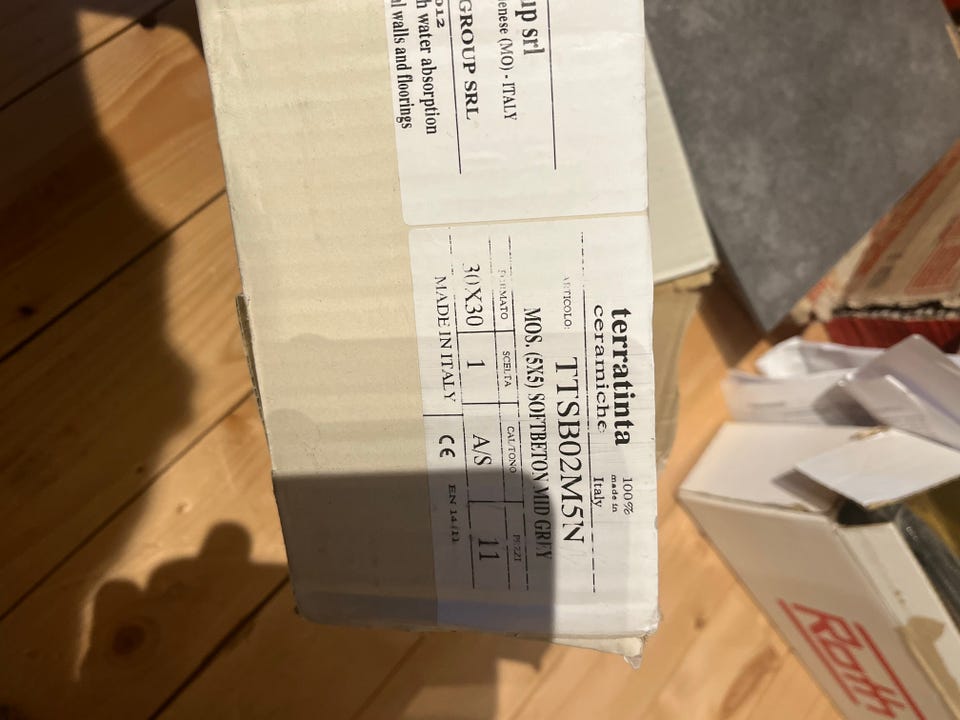 up srl
enese (MO) - ITALY
GROUP SRL
012
h water absorption
l walls and floorings
terratinta
ceramiche
100%
made in
Italy
ARTICOLO: TTSB02M5N
MOS. (5X5) SOFTBETON MID GREY
FORMATO SCELTA CAL/TONO PEZZI
30X30 1 A/S 11
MADE IN ITALY CE EN 14411
Roth